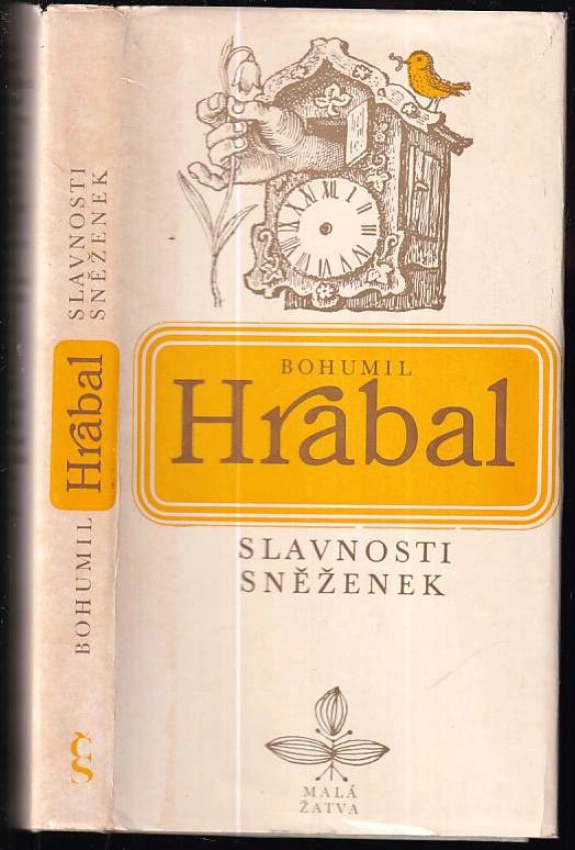 BOHUMIL Hrabal SLAVNOSTI
SNĚŽENEK
BOHUMIL
Hrabal
SLAVNOSTI
SNĚŽENEK
MALÁ
ŽATVA